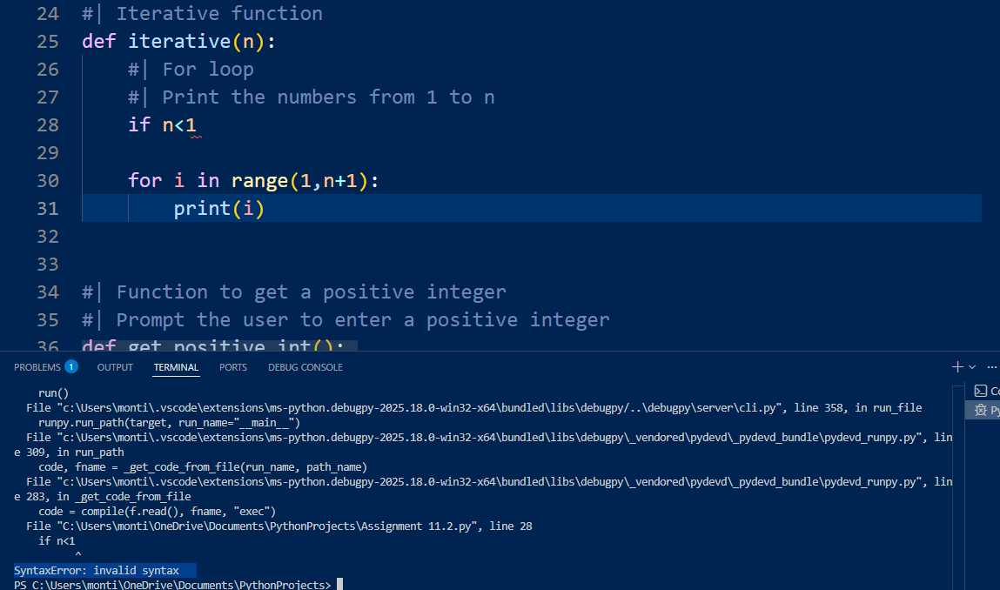 24 #| Iterative function
25 def iterative(n):
26     #| For loop
27     #| Print the numbers from 1 to n
28     if n<1
29
30     for i in range(1,n+1):
31         print(i)
32
33
34 #| Function to get a positive integer
35 #| Prompt the user to enter a positive integer
36 def get_positive_int():
PROBLEMS 1 OUTPUT TERMINAL PORTS DEBUG CONSOLE
    run()
  File "c:\Users\monti\.vscode\extensions\ms-python.debugpy-2025.18.0-win32-x64\bundled\libs\debugpy/..\debugpy\server\cli.py", line 358, in run_file
    runpy.run_path(target, run_name="__main__")
  File "c:\Users\monti\.vscode\extensions\ms-python.debugpy-2025.18.0-win32-x64\bundled\libs\debugpy\_vendored\pydevd\_pydevd_bundle\pydevd_runpy.py", lin
e 309, in run_path
    code, fname = _get_code_from_file(run_name, path_name)
  File "c:\Users\monti\.vscode\extensions\ms-python.debugpy-2025.18.0-win32-x64\bundled\libs\debugpy\_vendored\pydevd\_pydevd_bundle\pydevd_runpy.py", lin
e 283, in _get_code_from_file
    code = compile(f.read(), fname, "exec")
  File "C:\Users\monti\OneDrive\Documents\PythonProjects\Assignment 11.2.py", line 28
    if n<1
          ^
SyntaxError: invalid syntax
PS C:\Users\monti\OneDrive\Documents\PythonProjects>